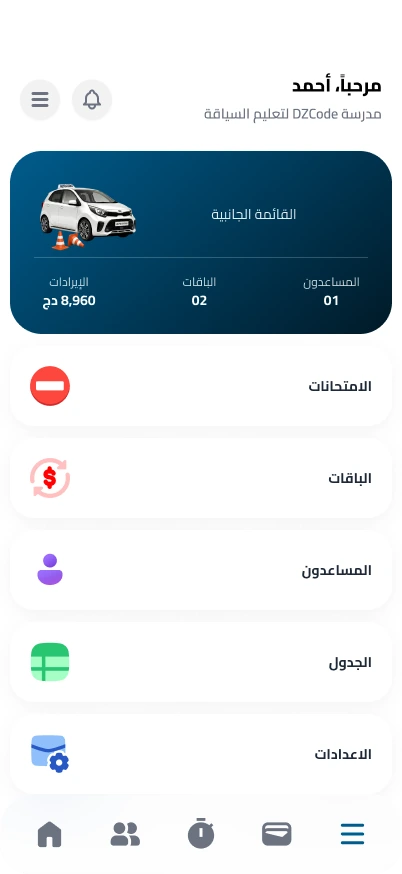 مرحباً، أحمد
مدرسة DZCode لتعليم السياقة
القائمة الجانبية
المساعدون الباقات الإيرادات
01 02 8,960 دج
الامتحانات
الباقات
المساعدون
الجدول
الاعدادات